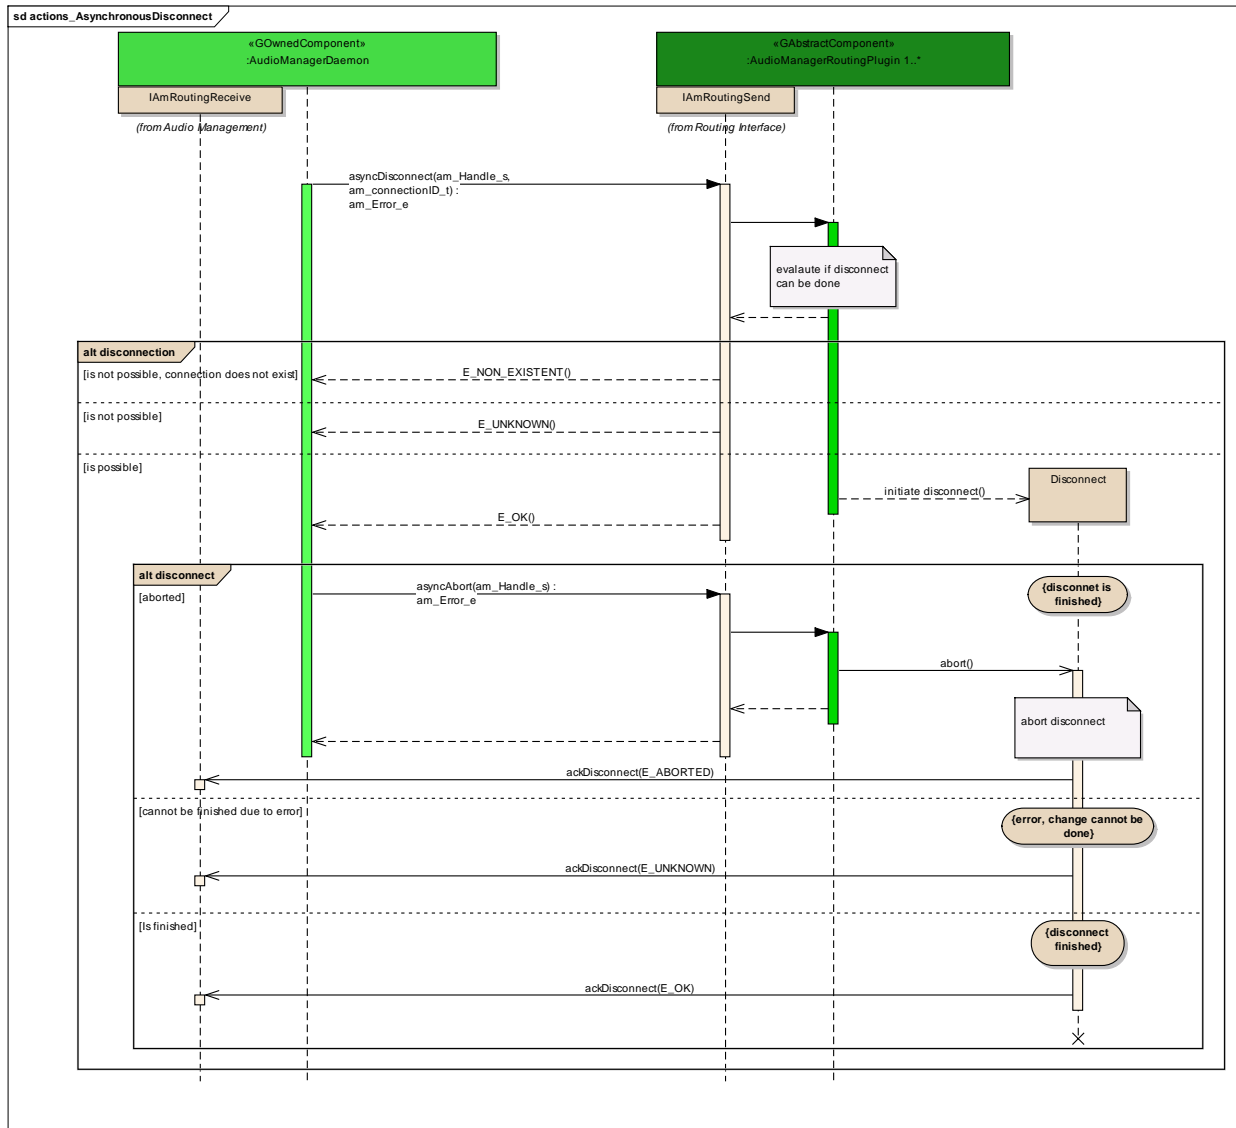 sd actions_AsynchronousDisconnect
«GOwnedComponent»
:AudioManagerDaemon
«GAbstractComponent»
:AudioManagerRoutingPlugin 1..*
IAmRoutingReceive
(from Audio Management)
IAmRoutingSend
(from Routing Interface)
asyncDisconnect(am_Handle_s,
am_connectionID_t) :
am_Error_e
evalaute if disconnect
can be done
alt disconnection
[is not possible, connection does not exist]
E_NON_EXISTENT()
[is not possible]
E_UNKNOWN()
[is possible]
Disconnect
initiate disconnect()
E_OK()
alt disconnect
[aborted]
asyncAbort(am_Handle_s) :
am_Error_e
{disconnet is
finished}
abort()
abort disconnect
ackDisconnect(E_ABORTED)
[cannot be finished due to error]
{error, change cannot be
done}
ackDisconnect(E_UNKNOWN)
[Is finished]
{disconnect
finished}
ackDisconnect(E_OK)